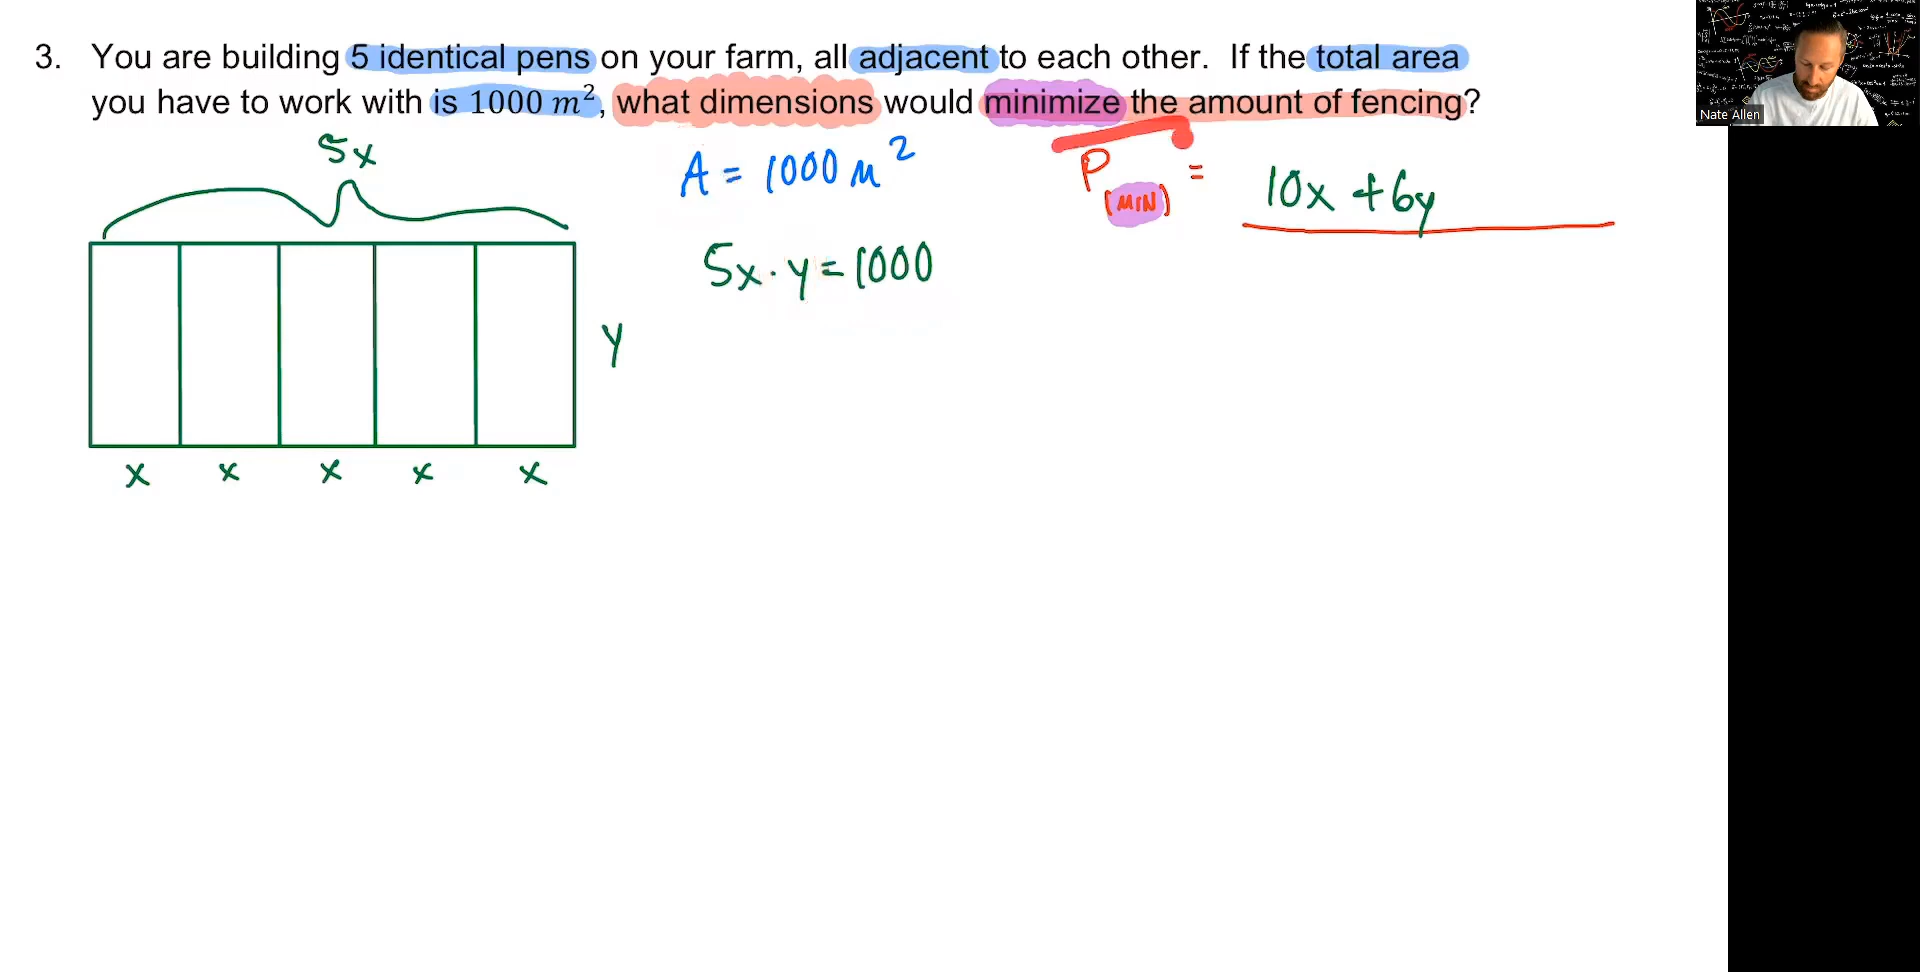 3. You are building 5 identical pens on your farm, all adjacent to each other. If the total area
you have to work with is 1000 m², what dimensions would minimize the amount of fencing?
Nate Allen
5x
A = 1000 m²
P (MIN) = 10x + 6y
5x · y = 1000
y
x x x x x